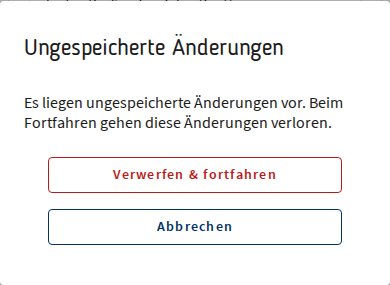 Ungespeicherte Änderungen
Es liegen ungespeicherte Änderungen vor. Beim
Fortfahren gehen diese Änderungen verloren.
Verwerfen & fortfahren
Abbrechen